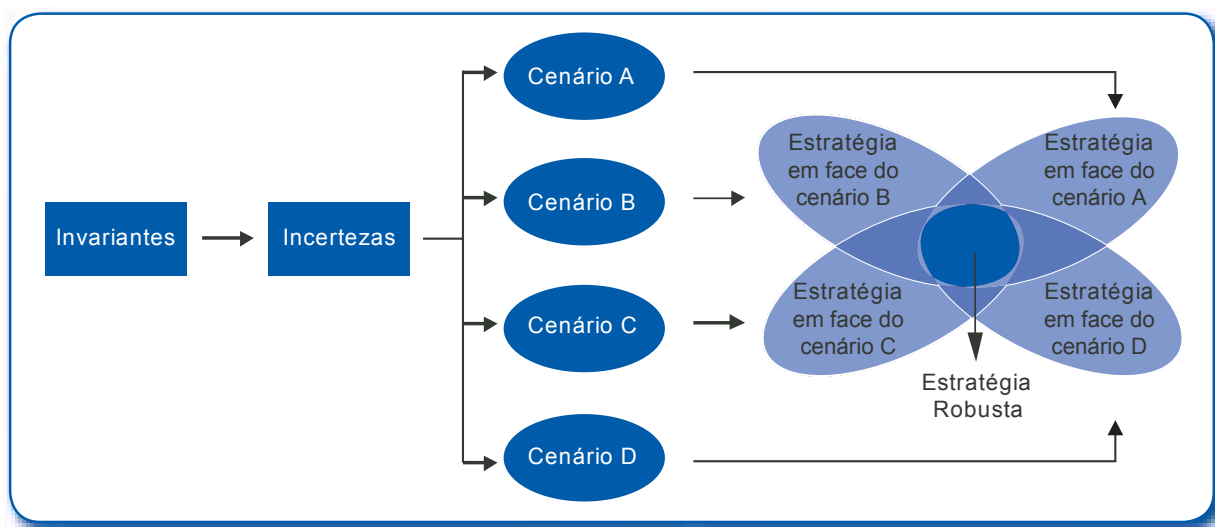 Invariantes
Incertezas
Cenário A
Cenário B
Cenário C
Cenário D
Estratégia
em face do
cenário B
Estratégia
em face do
cenário A
Estratégia
em face do
cenário C
Estratégia
em face do
cenário D
Estratégia
Robusta